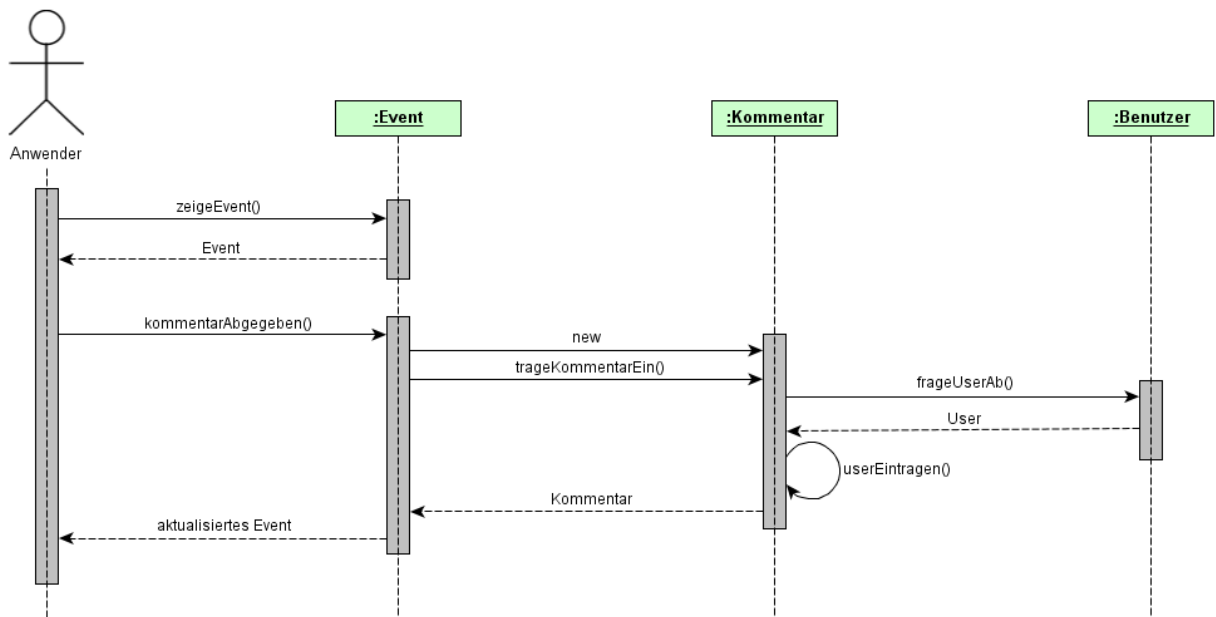 Anwender
:Event
:Kommentar
:Benutzer
zeigeEvent()
Event
kommentarAbgegeben()
new
trageKommentarEin()
frageUserAb()
User
userEintragen()
Kommentar
aktualisiertes Event